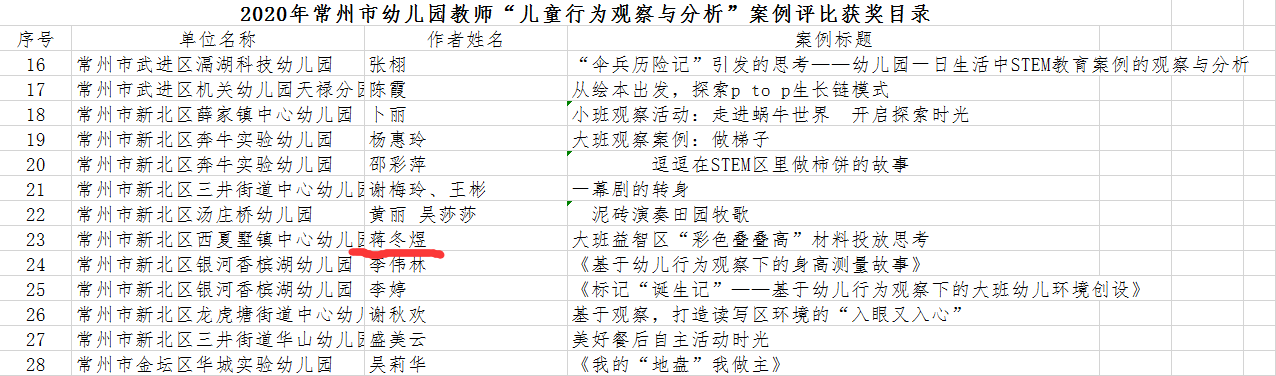 2020年常州市幼儿园教师“儿童行为观察与分析”案例评比获奖目录
序号 单位名称 作者姓名 案例标题
16 常州市武进区滆湖科技幼儿园 张栩 “伞兵历险记”引发的思考——幼儿园一日生活中STEM教育案例的观察与分析
17 常州市武进区机关幼儿园天禄分园 陈霞 从绘本出发，探索p to p生长链模式
18 常州市新北区薛家镇中心幼儿园 卜丽 小班观察活动：走进蜗牛世界 开启探索时光
19 常州市新北区奔牛实验幼儿园 杨惠玲 大班观察案例：做梯子
20 常州市新北区奔牛实验幼儿园 邵彩萍 逗逗在STEM区里做柿饼的故事
21 常州市新北区三井街道中心幼儿园 谢梅玲、王彬 一幕剧的转身
22 常州市新北区汤庄桥幼儿园 黄丽 吴莎莎 泥砖演奏田园牧歌
23 常州市新北区西夏墅镇中心幼儿园 蒋冬煜 大班益智区“彩色叠叠高”材料投放思考
24 常州市新北区银河香槟湖幼儿园 李伟林 《基于幼儿行为观察下的身高测量故事》
25 常州市新北区银河香槟湖幼儿园 李婷 《标记“诞生记”——基于幼儿行为观察下的大班幼儿环境创设》
26 常州市新北区龙虎塘街道中心幼儿 谢秋欢 基于观察，打造读写区环境的“入眼又入心”
27 常州市新北区三井街道华山幼儿园 盛美云 美好餐后自主活动时光
28 常州市金坛区华城实验幼儿园 吴莉华 《我的“地盘”我做主》